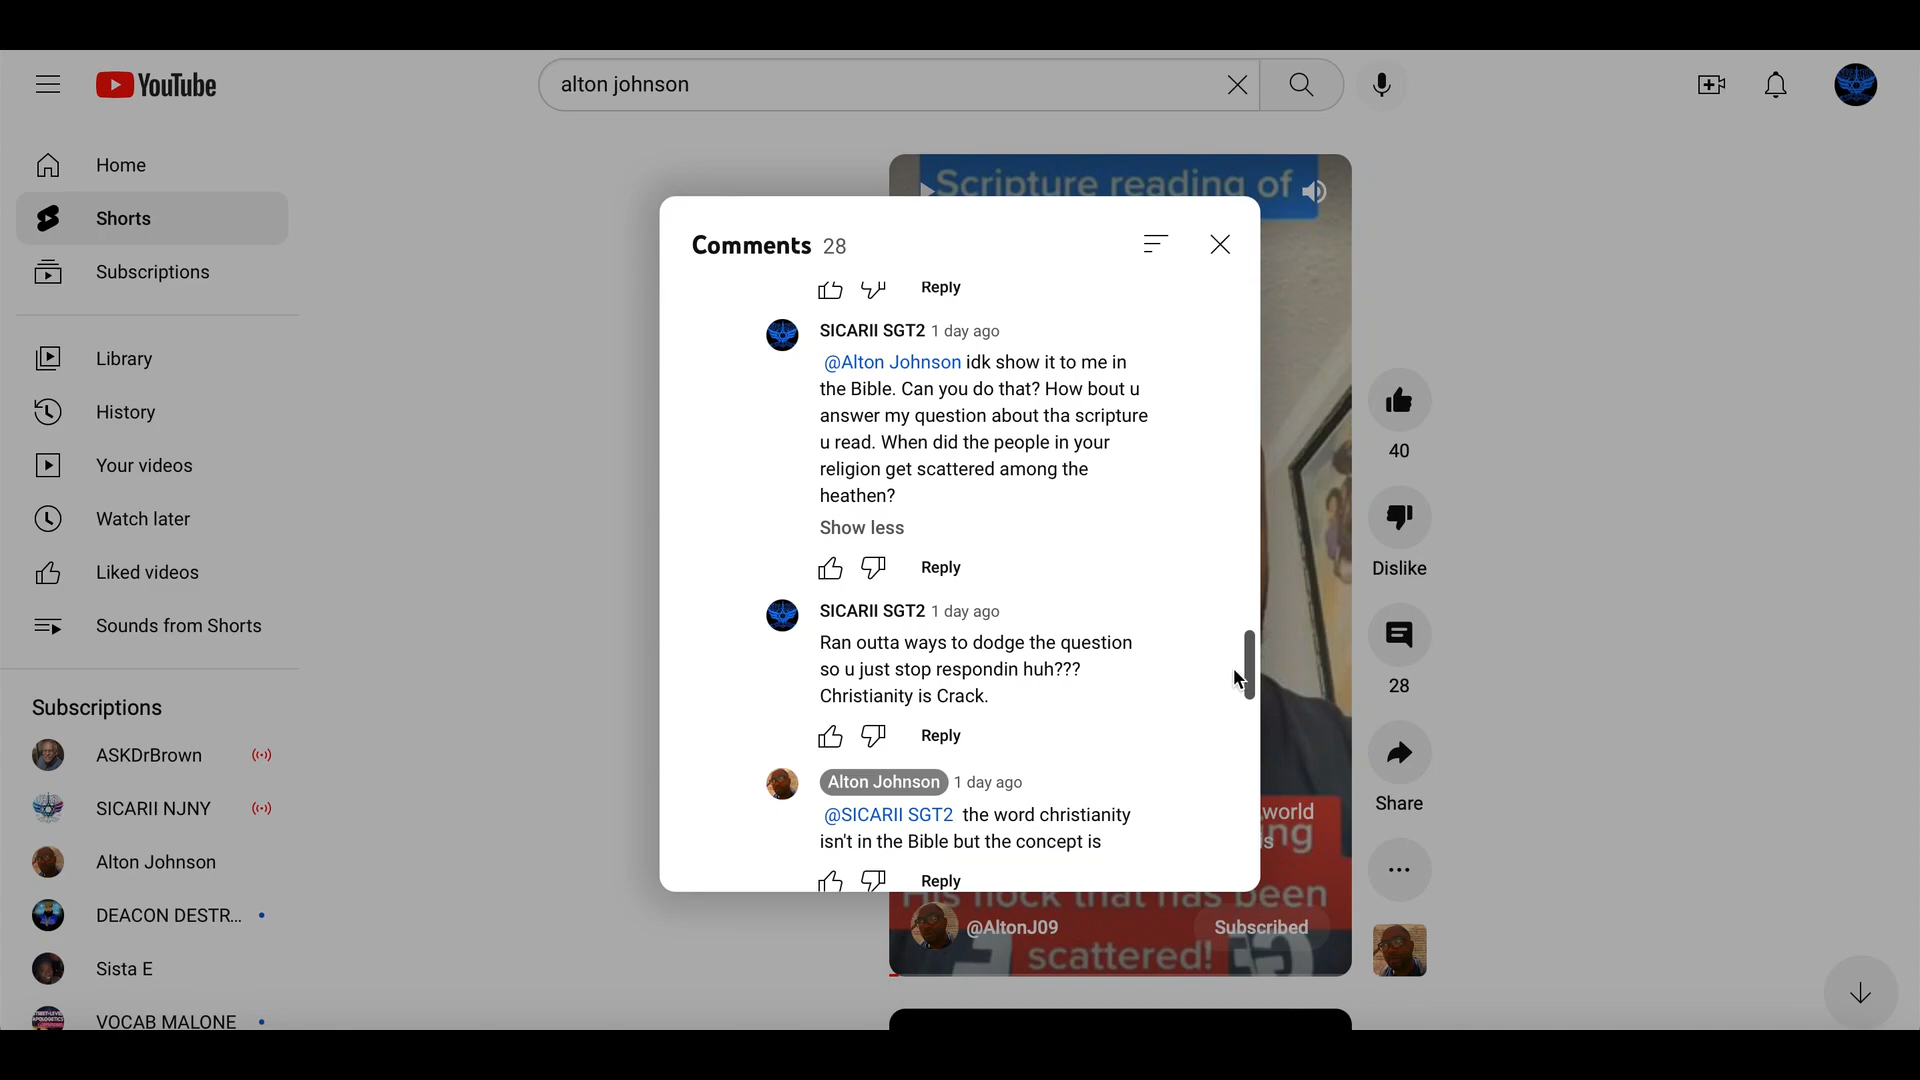 YouTube
alton johnson
Home
Shorts
Subscriptions
Library
History
Your videos
Watch later
Liked videos
Sounds from Shorts
Subscriptions
ASKDrBrown
SICARII NJNY
Alton Johnson
DEACON DESTR...
Sista E
VOCAB MALONE
Scripture reading of
Comments 28
Reply
SICARII SGT2 1 day ago
@Alton Johnson idk show it to me in
the Bible. Can you do that? How bout u
answer my question about tha scripture
u read. When did the people in your
religion get scattered among the
heathen?
Show less
Reply
SICARII SGT2 1 day ago
Ran outta ways to dodge the question
so u just stop respondin huh???
Christianity is Crack.
Reply
Alton Johnson 1 day ago
@SICARII SGT2 the word christianity
isn't in the Bible but the concept is
Reply
world
His flock that has been
@AltonJ09
Subscribed
scattered!
40
Dislike
28
Share